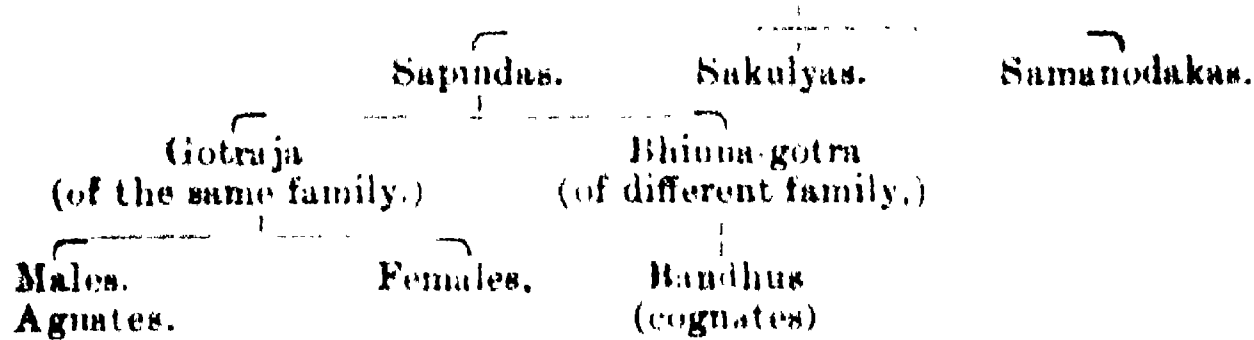 Sapindas. Sakulyas. Samanodakas.
Gotraja Bhinna-gotra
(of the same family.) (of different family,)
Males. Females, Bandhus
Agnates. (cognates)